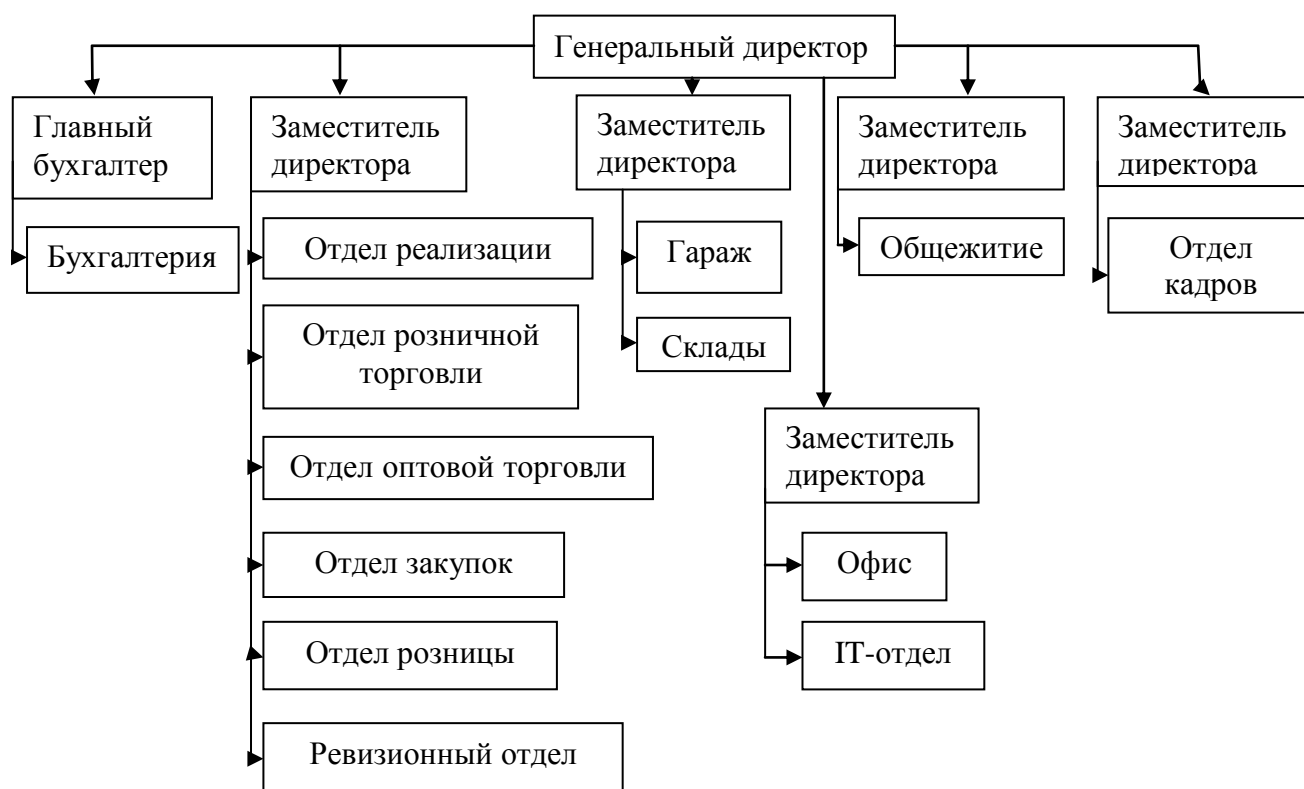 Генеральный директор
Главный
бухгалтер
Заместитель
директора
Заместитель
директора
Заместитель
директора
Заместитель
директора
Бухгалтерия
Отдел реализации
Гараж
Общежитие
Отдел
кадров
Отдел розничной
торговли
Склады
Заместитель
директора
Отдел оптовой торговли
Отдел закупок
Офис
Отдел розницы
IT-отдел
Ревизионный отдел